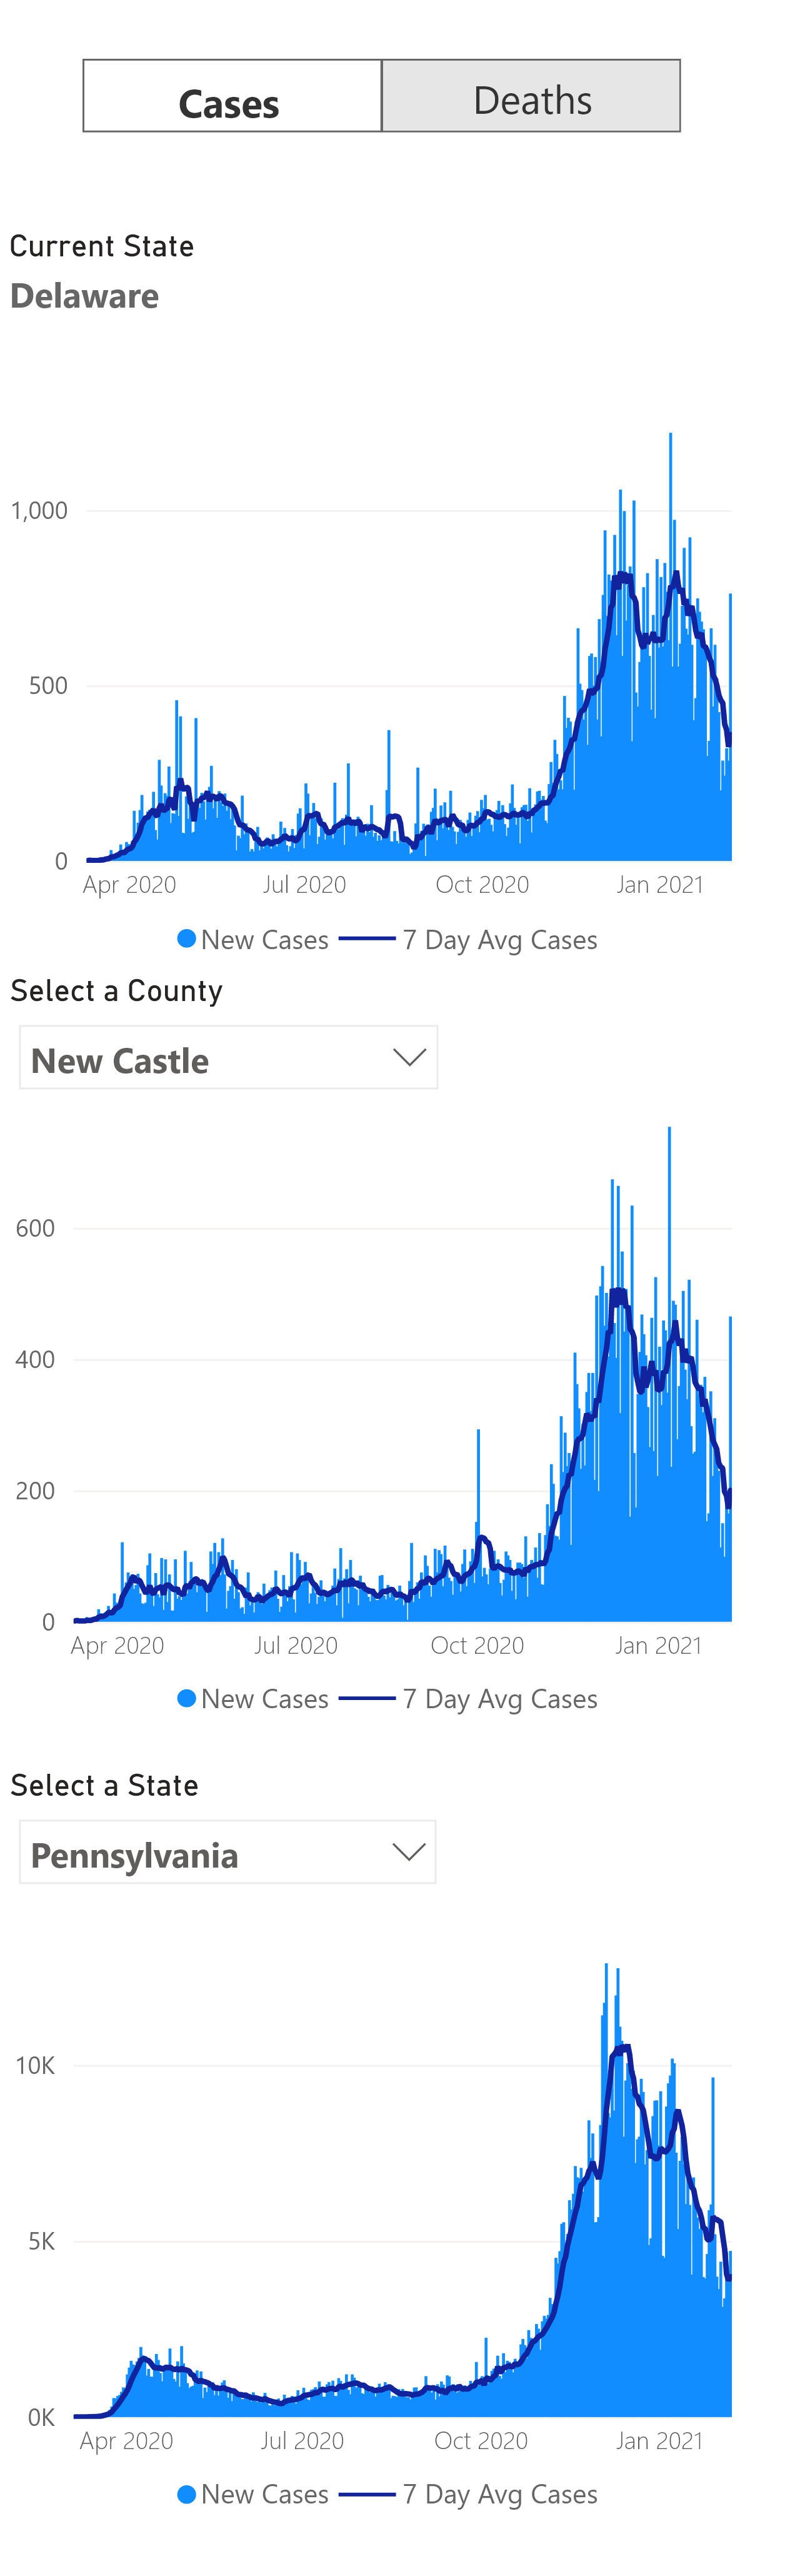 Cases Deaths
Current State
Delaware
1,000
500
0
Apr 2020 Jul 2020 Oct 2020 Jan 2021
New Cases 7 Day Avg Cases
Select a County
New Castle
600
400
200
0
Apr 2020 Jul 2020 Oct 2020 Jan 2021
New Cases 7 Day Avg Cases
Select a State
Pennsylvania
10K
5K
0K
Apr 2020 Jul 2020 Oct 2020 Jan 2021
New Cases 7 Day Avg Cases